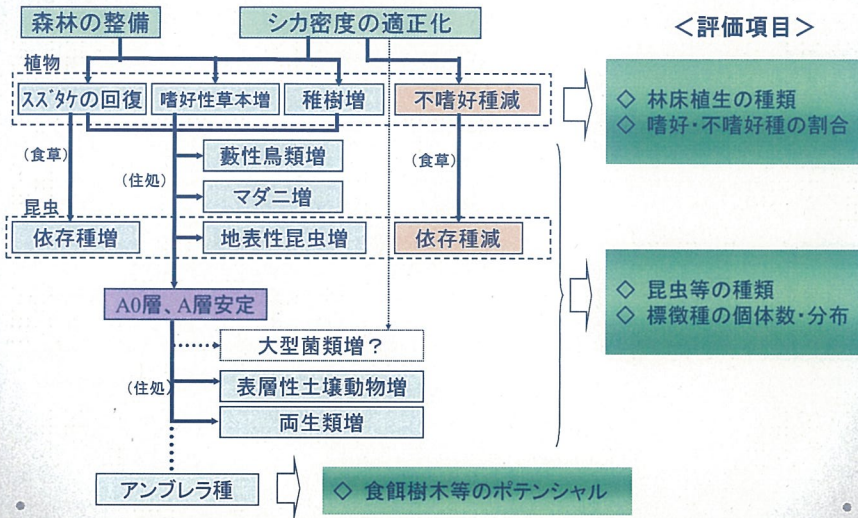 森林の整備
シカ密度の適正化
＜評価項目＞
植物
ｽｽﾞﾀｹの回復
嗜好性草本増
稚樹増
不嗜好種減
◇ 林床植生の種類
◇ 嗜好・不嗜好種の割合
(食草)
(住処)
(食草)
藪性鳥類増
マダニ増
昆虫
依存種増
地表性昆虫増
依存種減
◇ 昆虫等の種類
◇ 標徴種の個体数・分布
A0層、A層安定
大型菌類増？
(住処)
表層性土壌動物増
両生類増
アンブレラ種
◇ 食餌樹木等のポテンシャル